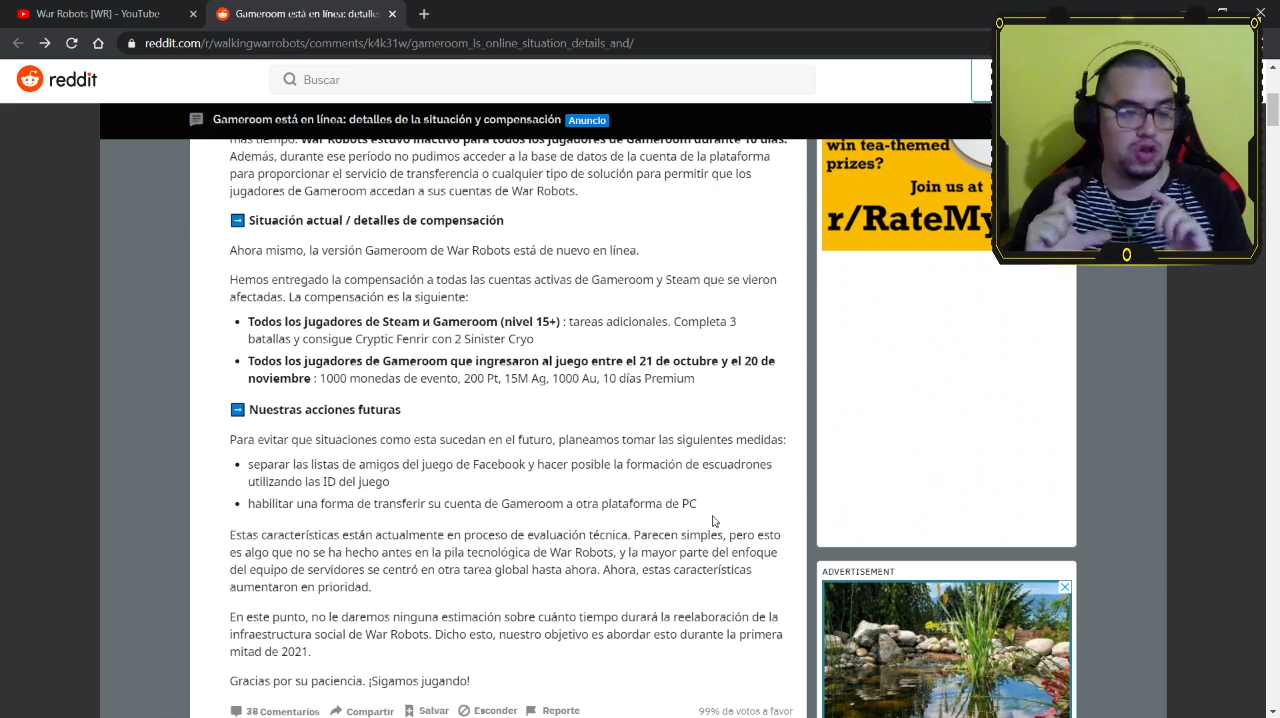 War Robots [WR] - YouTube
Gameroom está en línea: detalles
reddit.com/r/walkingwarrobots/comments/k4k31w/gameroom_is_online_situation_details_and/
reddit
Buscar
Gameroom está en línea: detalles de la situación y compensación Anuncio
más tiempo. War Robots estuvo inactivo para todos los jugadores de Gameroom durante 10 días.
Además, durante ese período no pudimos acceder a la base de datos de la cuenta de la plataforma
para proporcionar el servicio de transferencia o cualquier tipo de solución para permitir que los
jugadores de Gameroom accedan a sus cuentas de War Robots.
Situación actual / detalles de compensación
Ahora mismo, la versión Gameroom de War Robots está de nuevo en línea.
Hemos entregado la compensación a todas las cuentas activas de Gameroom y Steam que se vieron
afectadas. La compensación es la siguiente:
Todos los jugadores de Steam и Gameroom (nivel 15+) : tareas adicionales. Completa 3
batallas y consigue Cryptic Fenrir con 2 Sinister Cryo
Todos los jugadores de Gameroom que ingresaron al juego entre el 21 de octubre y el 20 de
noviembre : 1000 monedas de evento, 200 Pt, 15M Ag, 1000 Au, 10 días Premium
Nuestras acciones futuras
Para evitar que situaciones como esta sucedan en el futuro, planeamos tomar las siguientes medidas:
separar las listas de amigos del juego de Facebook y hacer posible la formación de escuadrones
utilizando las ID del juego
habilitar una forma de transferir su cuenta de Gameroom a otra plataforma de PC
Estas características están actualmente en proceso de evaluación técnica. Parecen simples, pero esto
es algo que no se ha hecho antes en la pila tecnológica de War Robots, y la mayor parte del enfoque
del equipo de servidores se centró en otra tarea global hasta ahora. Ahora, estas características
aumentaron en prioridad.
En este punto, no le daremos ninguna estimación sobre cuánto tiempo durará la reelaboración de la
infraestructura social de War Robots. Dicho esto, nuestro objetivo es abordar esto durante la primera
mitad de 2021.
Gracias por su paciencia. ¡Sigamos jugando!
38 Comentarios Compartir Salvar Esconder Reporte 99% de votos a favor
win tea-themed
prizes?
Join us at
r/RateMy
ADVERTISEMENT